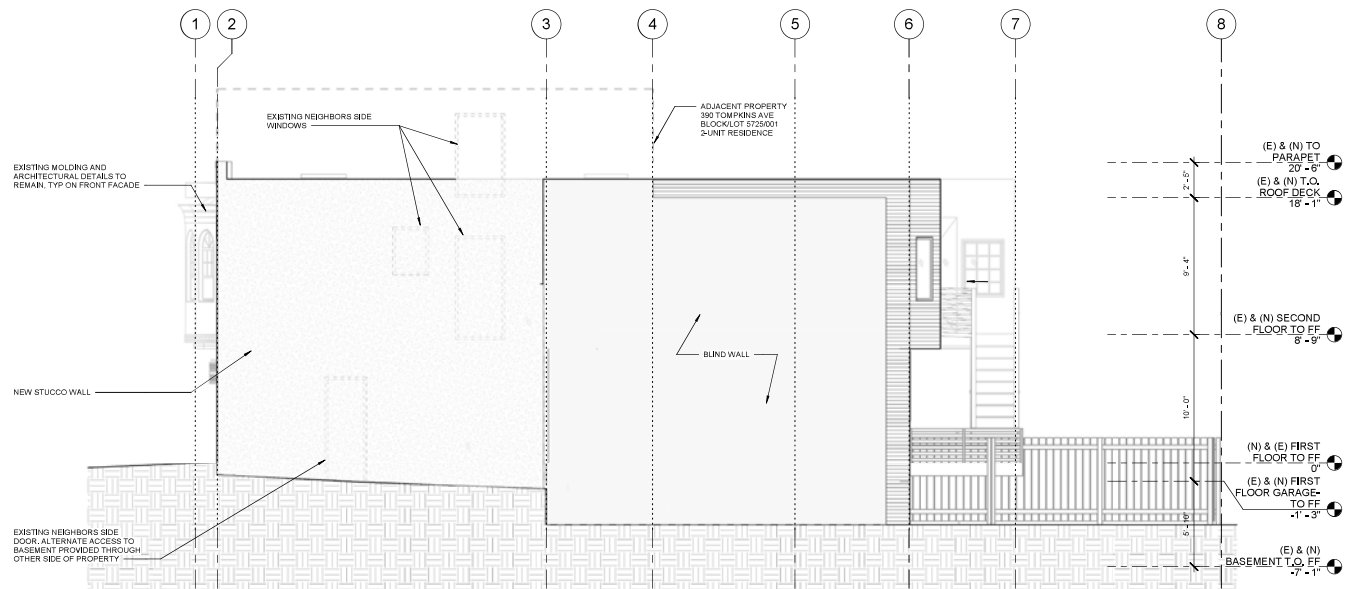 1
2
3
4
5
6
7
8
EXISTING NEIGHBORS SIDE
WINDOWS
ADJACENT PROPERTY
390 TOMPKINS AVE
BLOCK/LOT 5725/001
2-UNIT RESIDENCE
EXISTING MOLDING AND
ARCHITECTURAL DETAILS TO
REMAIN, TYP ON FRONT FACADE
(E) & (N) TO
PARAPET
20' - 6"
2' - 5"
(E) & (N) T.O.
ROOF DECK
18' - 1"
9' - 4"
(E) & (N) SECOND
FLOOR TO FF
8' - 9"
BLIND WALL
NEW STUCCO WALL
10' - 0"
(N) & (E) FIRST
FLOOR TO FF
0"
(E) & (N) FIRST
FLOOR GARAGE-
TO FF
-1' - 3"
5' - 10"
EXISTING NEIGHBORS SIDE
DOOR. ALTERNATE ACCESS TO
BASEMENT PROVIDED THROUGH
OTHER SIDE OF PROPERTY
(E) & (N)
BASEMENT T.O. FF
-7' - 1"